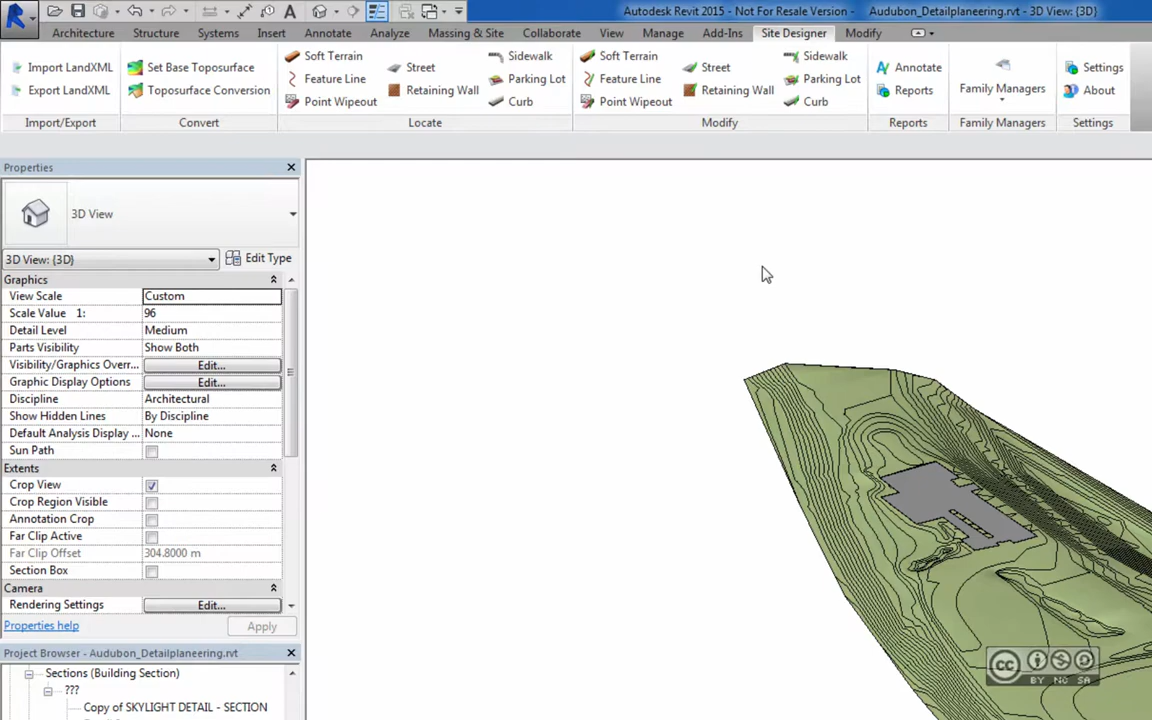 Autodesk Revit 2015 - Not For Resale Version - Audubon_Detailplaneering.rvt - 3D View: {3D}
Architecture Structure Systems Insert Annotate Analyze Massing & Site Collaborate View Manage Add-Ins Site Designer Modify
Import LandXML Set Base Toposurface Soft Terrain Street Sidewalk Soft Terrain Street Sidewalk Annotate Family Managers Settings
Export LandXML Toposurface Conversion Feature Line Retaining Wall Parking Lot Feature Line Retaining Wall Parking Lot Reports About
Point Wipeout Curb Point Wipeout Curb
Import/Export Convert Locate Modify Reports Family Managers Settings
Properties
3D View
3D View: {3D} Edit Type
Graphics
View Scale Custom
Scale Value 1: 96
Detail Level Medium
Parts Visibility Show Both
Visibility/Graphics Overr... Edit...
Graphic Display Options Edit...
Discipline Architectural
Show Hidden Lines By Discipline
Default Analysis Display ... None
Sun Path
Extents
Crop View
Crop Region Visible
Annotation Crop
Far Clip Active
Far Clip Offset 304.8000 m
Section Box
Camera
Rendering Settings Edit...
Properties help Apply
Project Browser - Audubon_Detailplaneering.rvt
Sections (Building Section)
???
Copy of SKYLIGHT DETAIL - SECTION
cc
BY NC SA